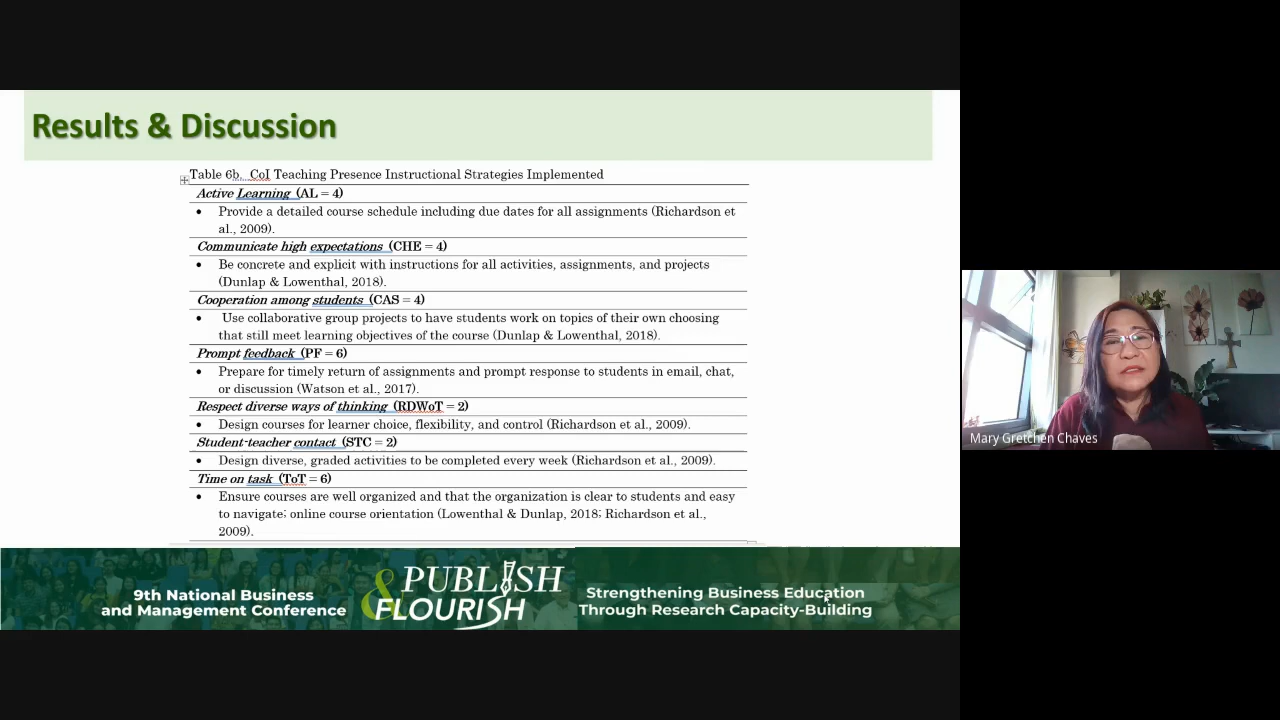 Results & Discussion
Table 6b. CoI Teaching Presence Instructional Strategies Implemented
Active Learning (AL = 4)
• Provide a detailed course schedule including due dates for all assignments (Richardson et
al., 2009).
Communicate high expectations (CHE = 4)
• Be concrete and explicit with instructions for all activities, assignments, and projects
(Dunlap & Lowenthal, 2018).
Cooperation among students (CAS = 4)
• Use collaborative group projects to have students work on topics of their own choosing
that still meet learning objectives of the course (Dunlap & Lowenthal, 2018).
Prompt feedback (PF = 6)
• Prepare for timely return of assignments and prompt response to students in email, chat,
or discussion (Watson et al., 2017).
Respect diverse ways of thinking (RDWoT = 2)
• Design courses for learner choice, flexibility, and control (Richardson et al., 2009).
Student-teacher contact (STC = 2)
• Design diverse, graded activities to be completed every week (Richardson et al., 2009).
Time on task (ToT = 6)
• Ensure courses are well organized and that the organization is clear to students and easy
to navigate; online course orientation (Lowenthal & Dunlap, 2018; Richardson et al.,
2009).
9th National Business
and Management Conference
PUBLISH
& FLOURISH
Strengthening Business Education
Through Research Capacity-Building
Mary Gretchen Chaves